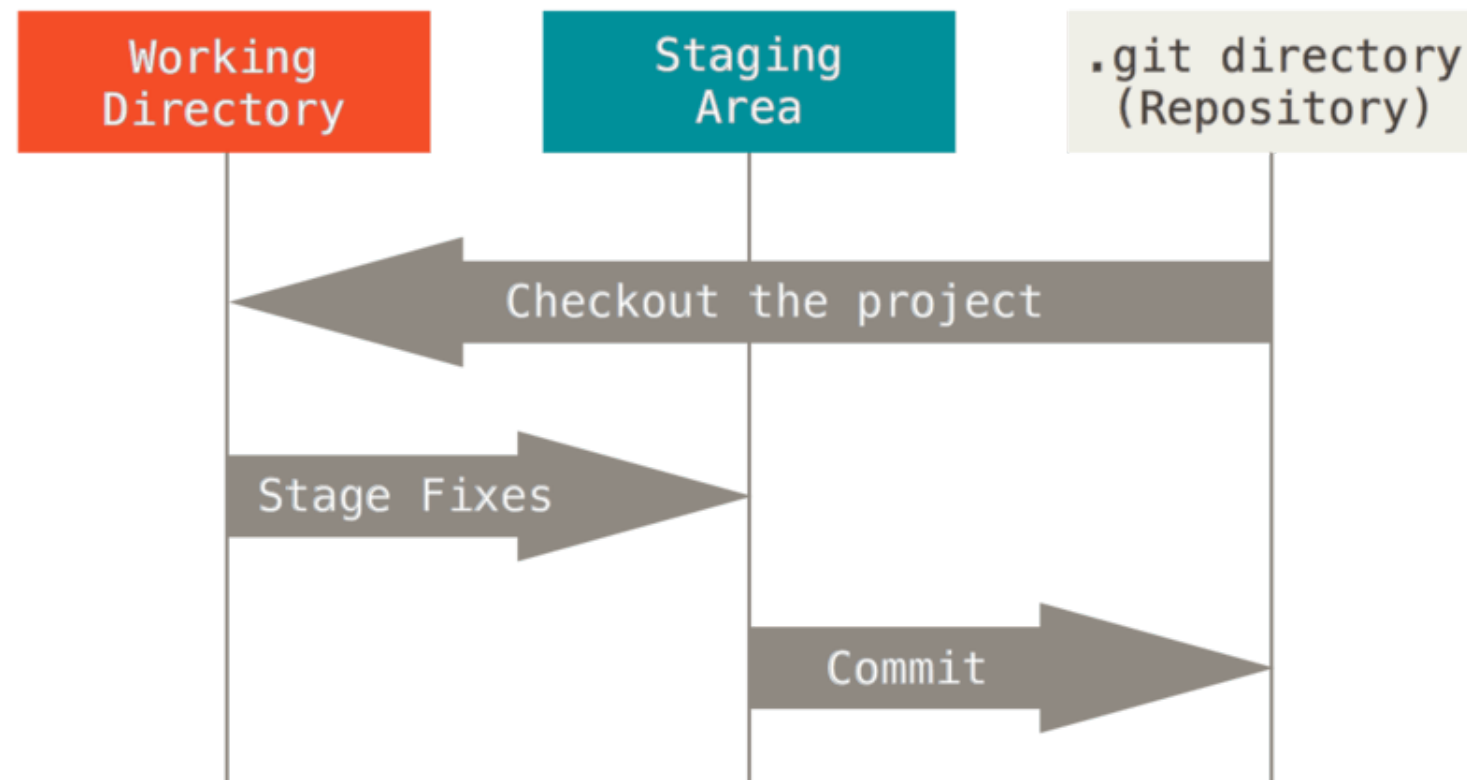 Working
Directory
Staging
Area
.git directory
(Repository)
Checkout the project
Stage Fixes
Commit